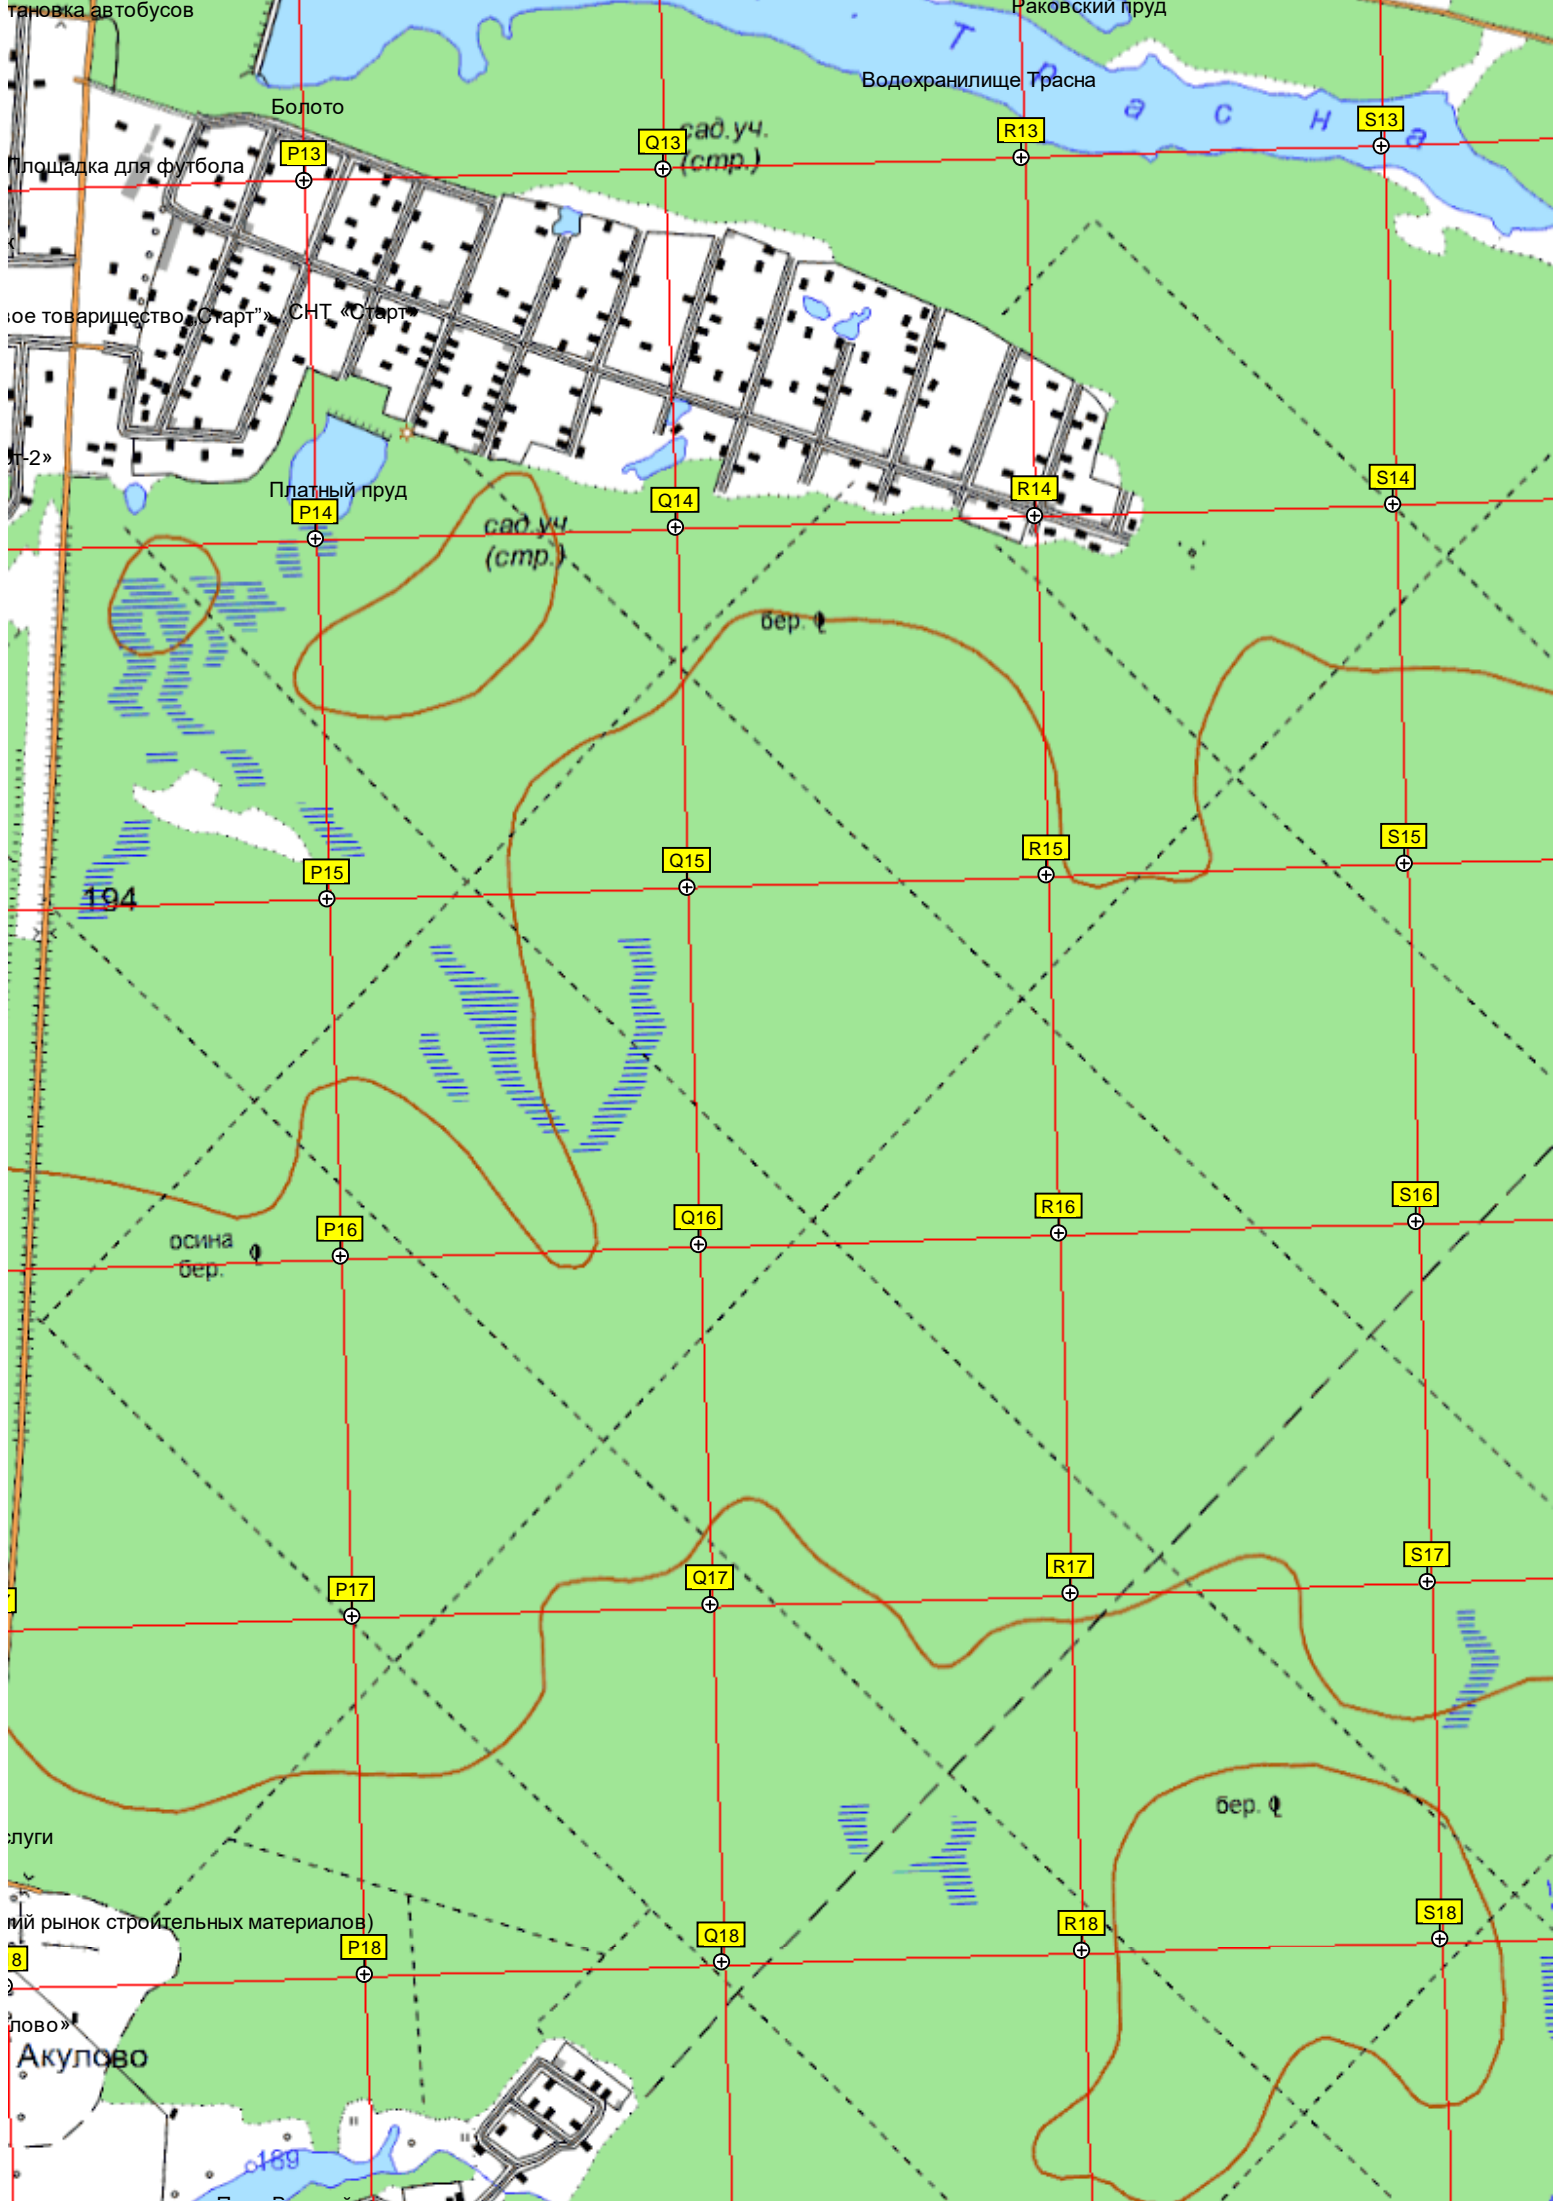 тановка автобусов
Раковский пруд
Т р а с н а
Водохранилище Трасна
Болото
S13
R13
сад.уч.
(стр.)
Q13
P13
Площадка для футбола
вое товарищество „Старт”»
СНТ «Старт»
т-2»
Платный пруд
S14
R14
Q14
P14
сад.уч.
(стр.)
бер.
S15
R15
Q15
P15
194
S16
R16
Q16
P16
осина
бер.
S17
R17
Q17
P17
бер.
слуги
S18
R18
Q18
P18
ий рынок строительных материалов)
8
лово»
Акулово
189